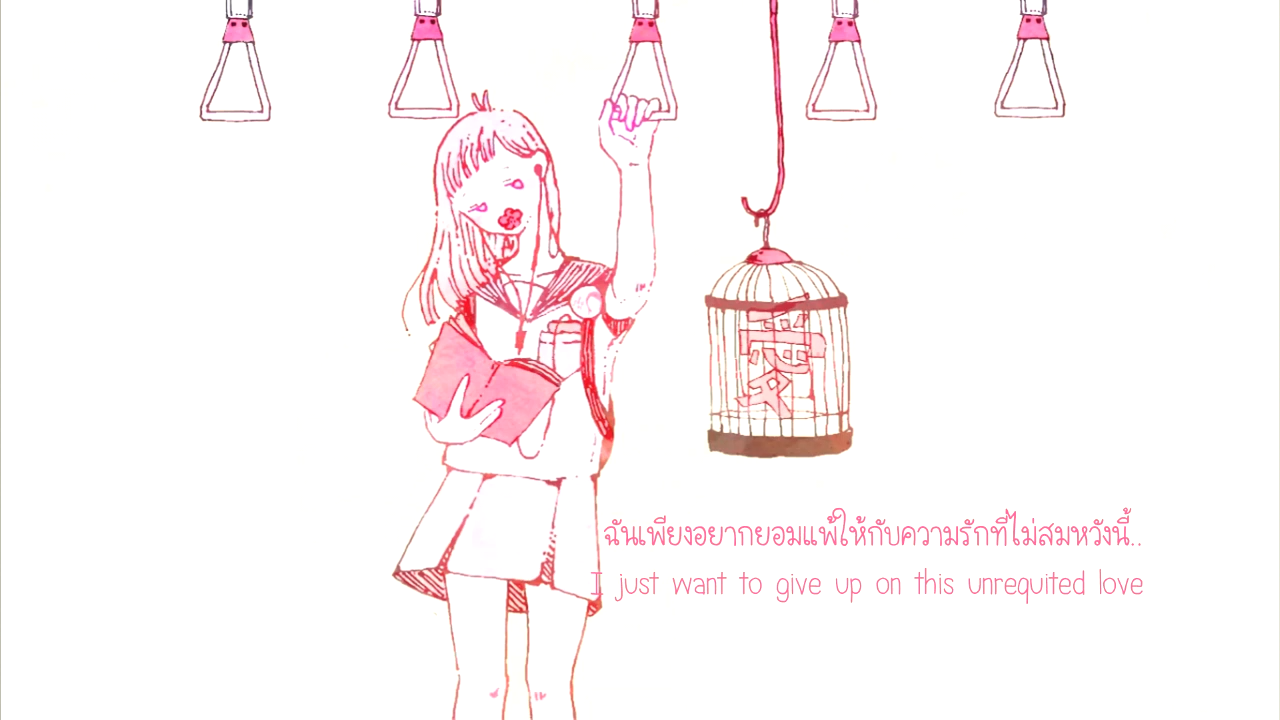 愛
ฉันเพียงอยากยอมแพ้ให้กับความรักที่ไม่สมหวังนี้..
I just want to give up on this unrequited love